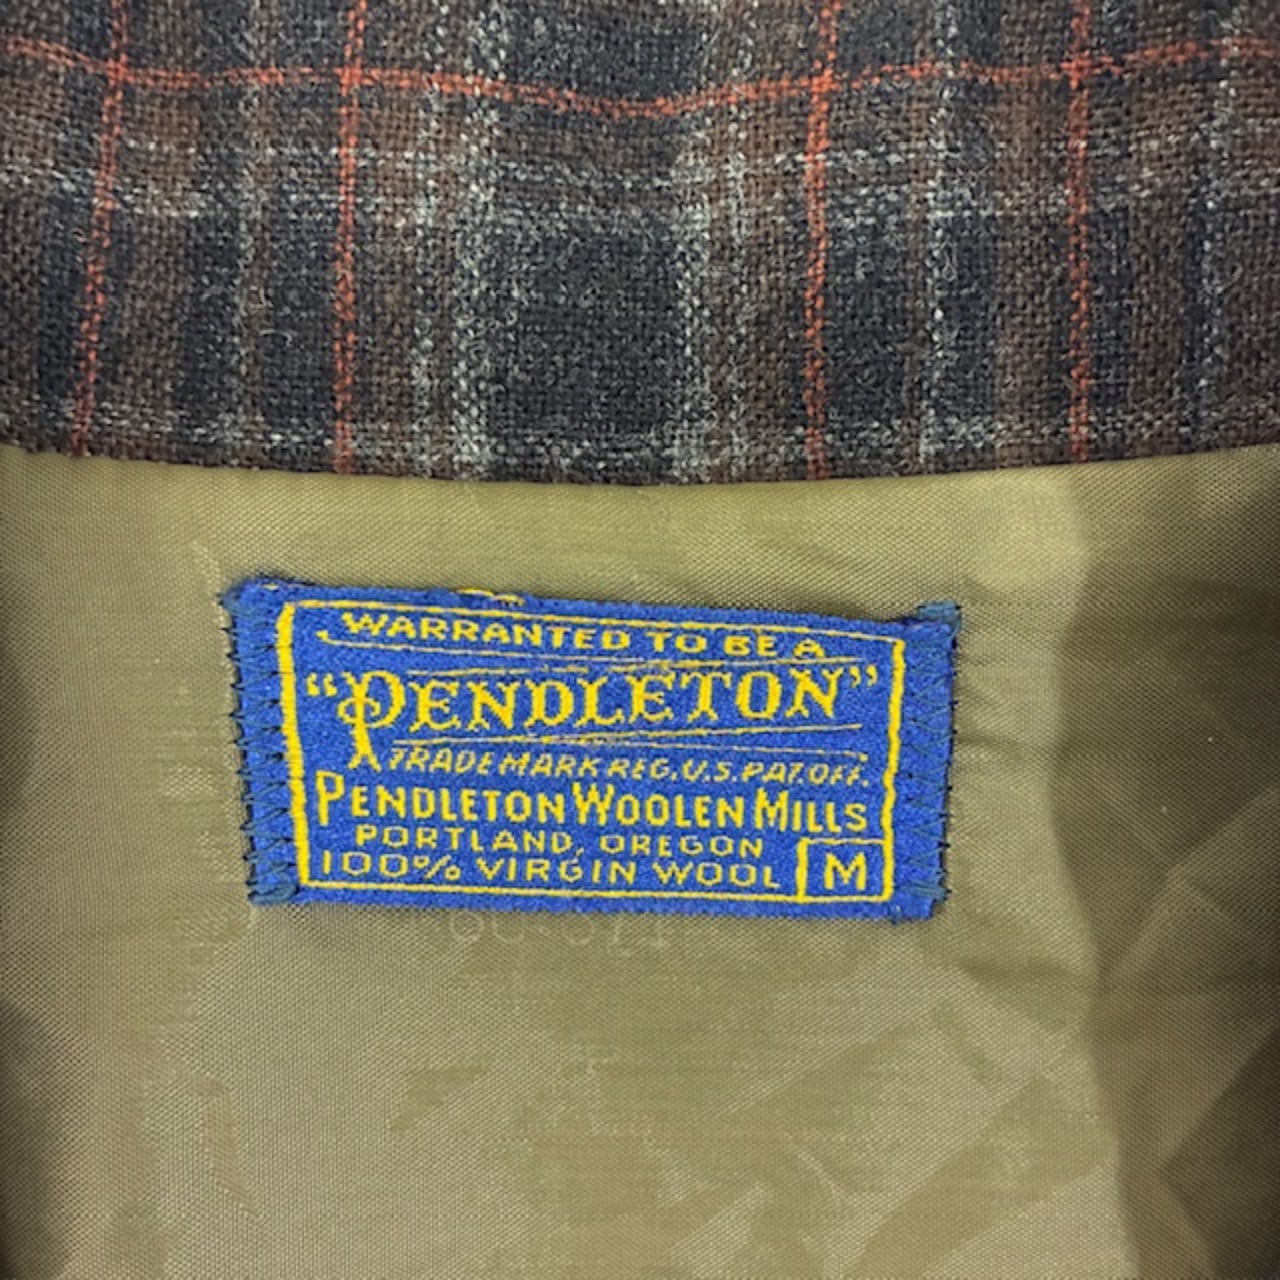 WARRANTED TO BE A
“PENDLETON”
TRADE MARK REG. U.S. PAT. OFF.
PENDLETON WOOLEN MILLS
PORTLAND, OREGON
100% VIRGIN WOOL M